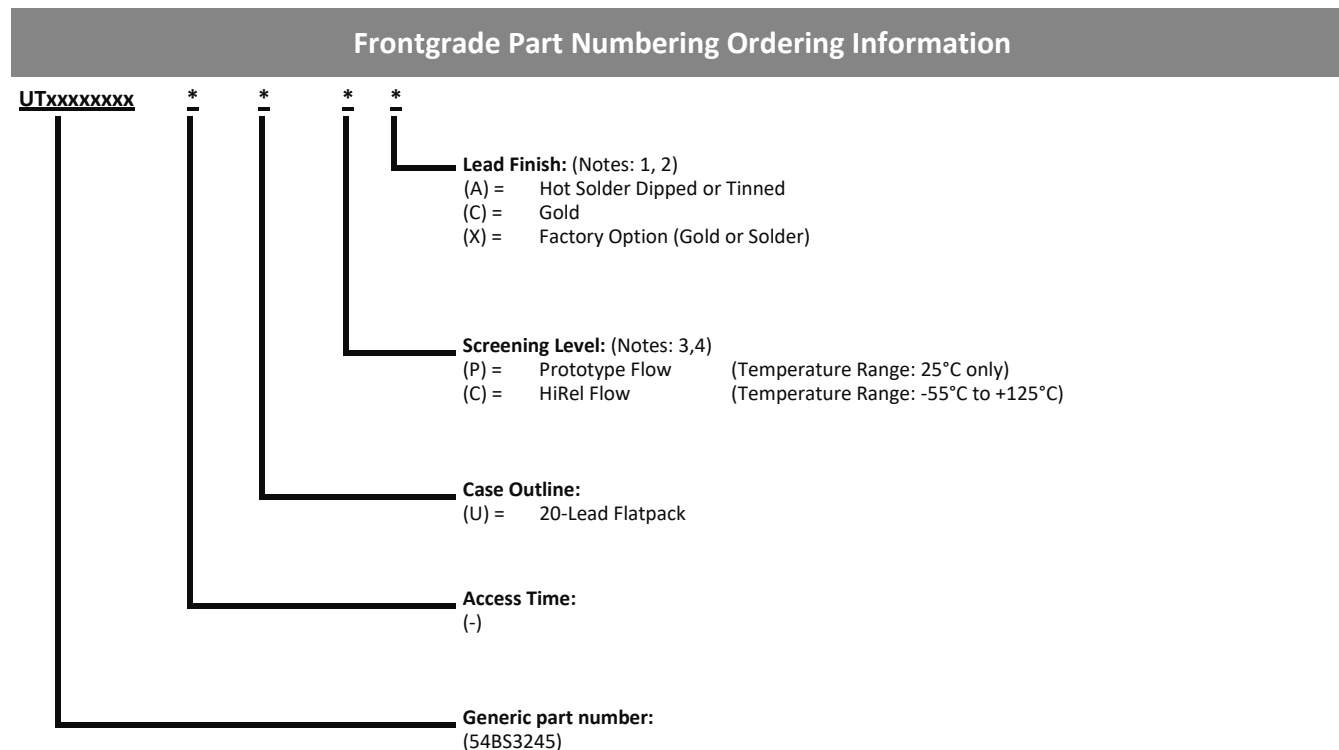 Frontgrade Part Numbering Ordering Information
UTxxxxxxxx * * * *
Lead Finish: (Notes: 1, 2)
(A) = Hot Solder Dipped or Tinned
(C) = Gold
(X) = Factory Option (Gold or Solder)
Screening Level: (Notes: 3,4)
(P) = Prototype Flow (Temperature Range: 25°C only)
(C) = HiRel Flow (Temperature Range: -55°C to +125°C)
Case Outline:
(U) = 20-Lead Flatpack
Access Time:
(-)
Generic part number:
(54BS3245)